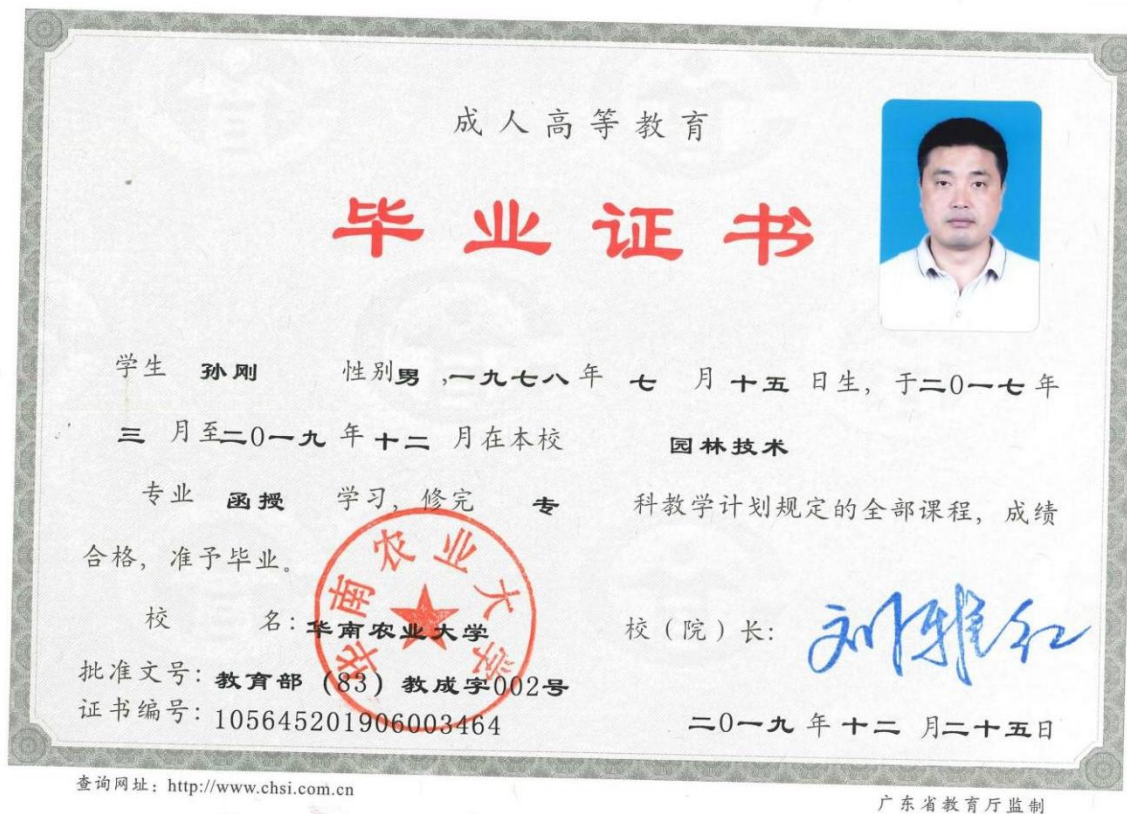 成人高等教育
毕业证书
学生 孙刚 性别男 ,一九七八年 七 月十五 日生, 于二0一七年
三 月至二0一九 年十二 月在本校 园林技术
专业 函授 学习, 修完 专 科教学计划规定的全部课程, 成绩
合格, 准予毕业。
华南农业大学
校 名: 华南农业大学 校(院)长: 刘雅红
批准文号: 教育部 (83) 教成字002号
证书编号: 105645201906003464 二0一九 年十二 月二十五日
查询网址: http://www.chsi.com.cn 广东省教育厅监制